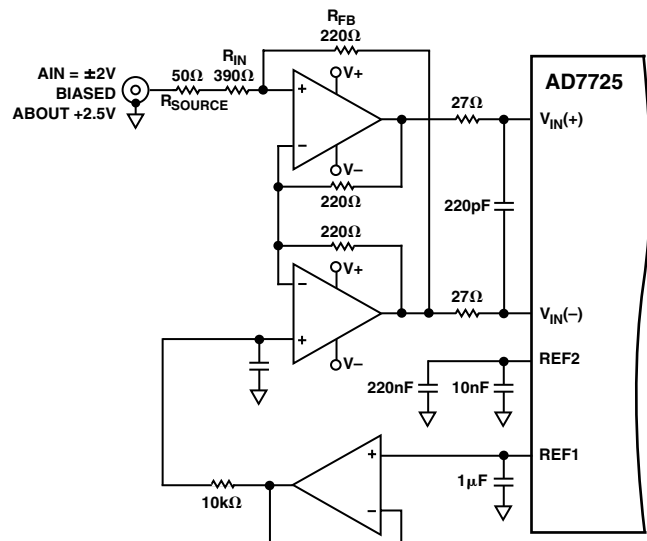 R_FB
220Ω
R_IN
390Ω
50Ω
R_SOURCE
AIN = ±2V
BIASED
ABOUT +2.5V
+
V+
−
V−
220Ω
220Ω
−
V+
+
V−
27Ω
V_IN(+)
220pF
27Ω
V_IN(−)
AD7725
REF2
220nF
10nF
REF1
1μF
+
−
10kΩ